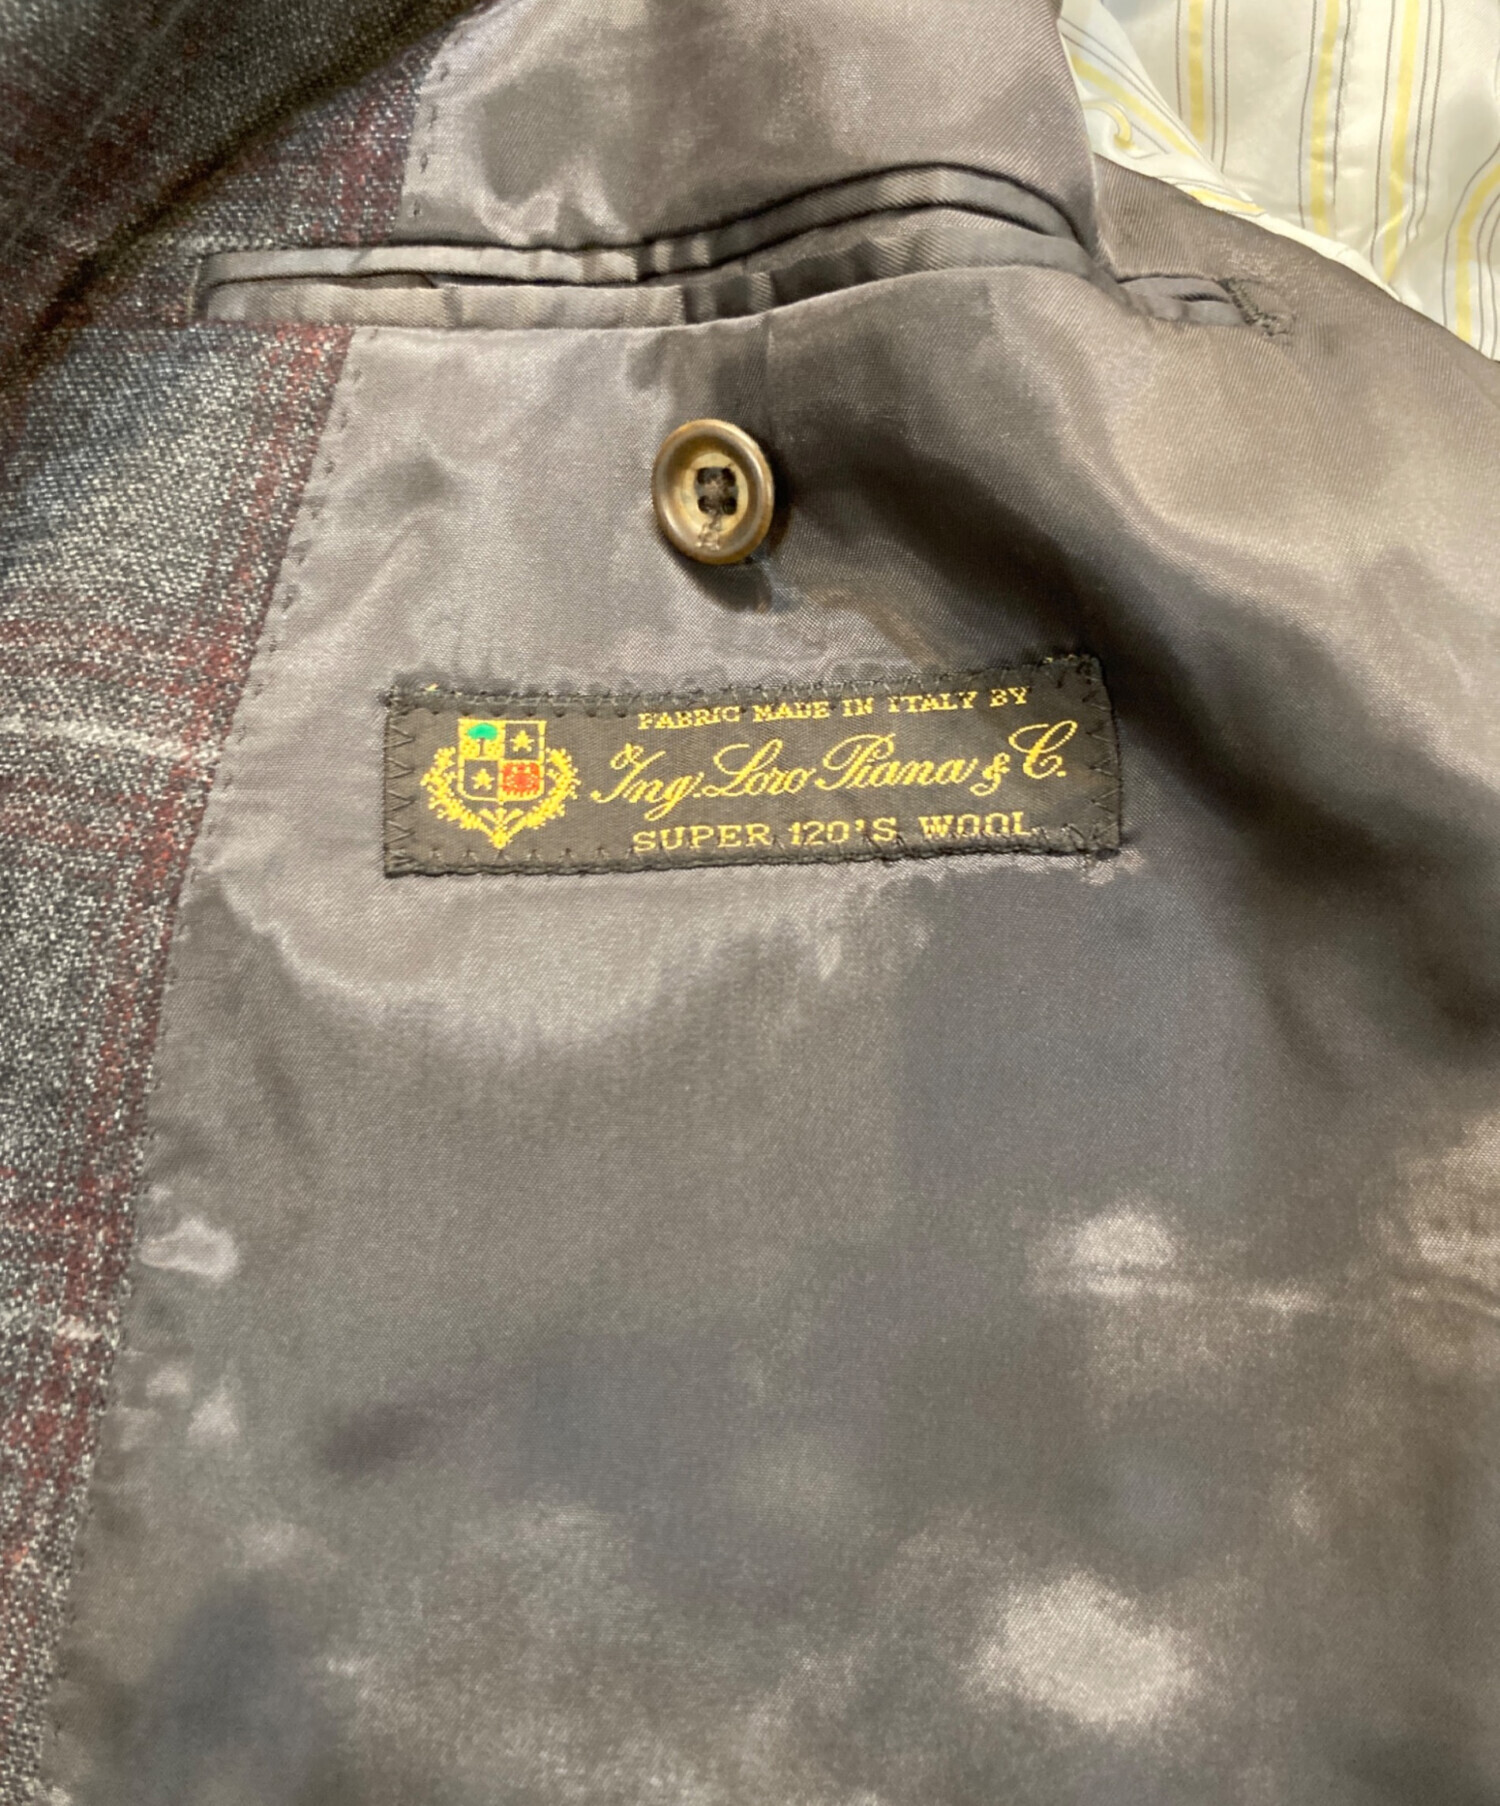 FABRIC MADE IN ITALY BY
Ing. Loro Piana & C.
SUPER 120'S WOOL